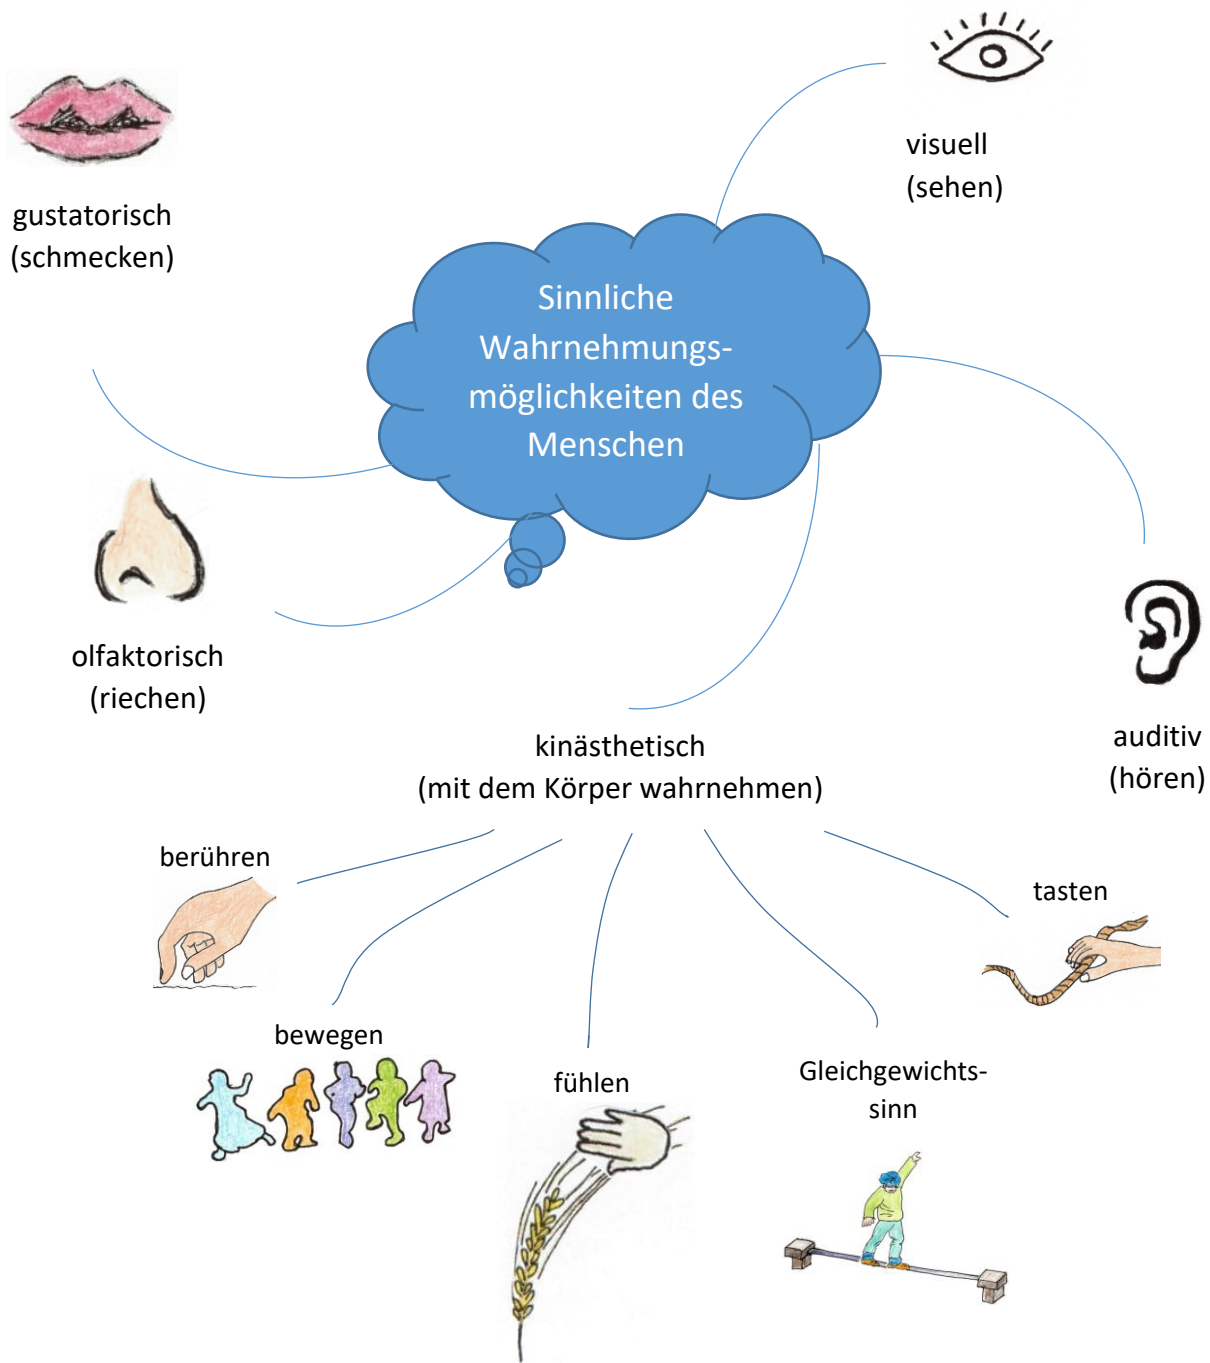 visuell
(sehen)
gustatorisch
(schmecken)
Sinnliche
Wahrnehmungs-
möglichkeiten des
Menschen
olfaktorisch
(riechen)
auditiv
(hören)
kinästhetisch
(mit dem Körper wahrnehmen)
berühren
tasten
bewegen
fühlen
Gleichgewichts-
sinn